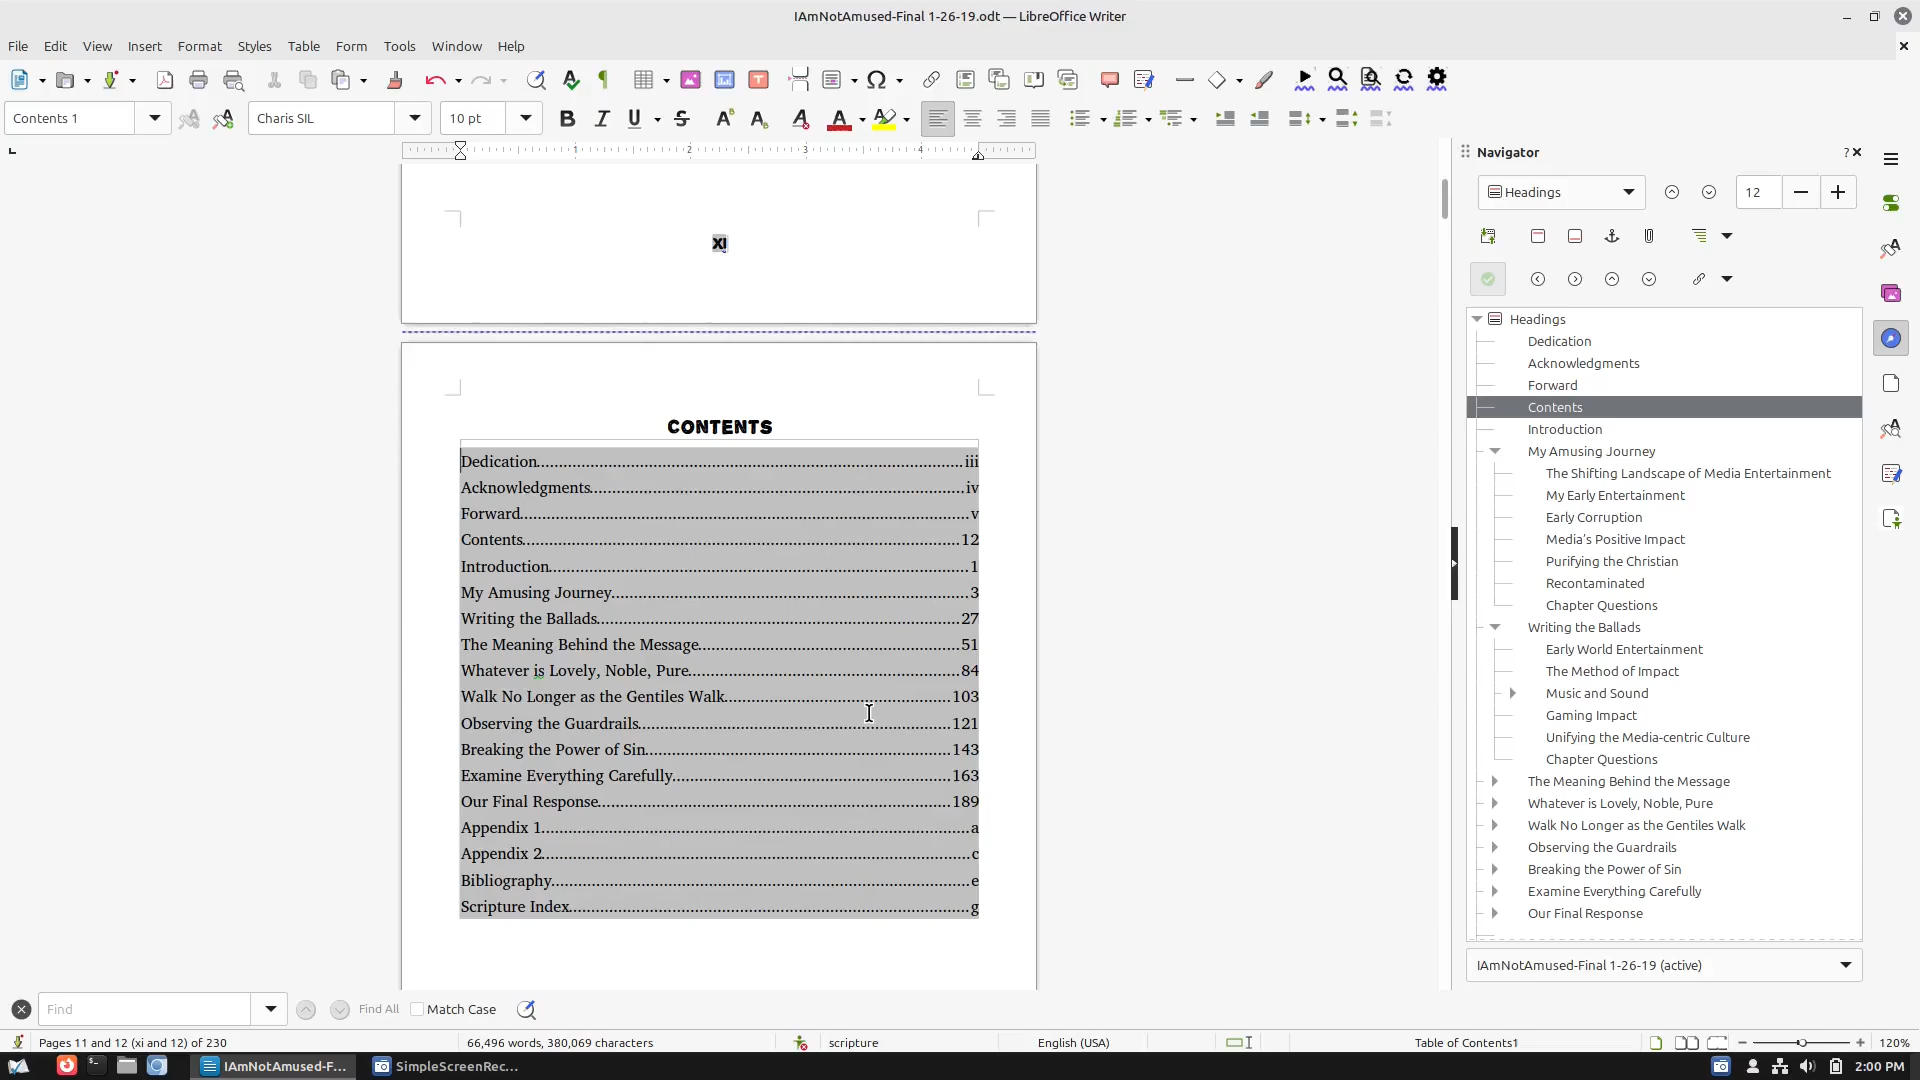 IAmNotAmused-Final 1-26-19.odt — LibreOffice Writer
File Edit View Insert Format Styles Table Form Tools Window Help
Contents 1 Charis SIL 10 pt
1 2 3 4
XI
CONTENTS
Dedication iii
Acknowledgments iv
Forward v
Contents 12
Introduction 1
My Amusing Journey 3
Writing the Ballads 27
The Meaning Behind the Message 51
Whatever is Lovely, Noble, Pure 84
Walk No Longer as the Gentiles Walk 103
Observing the Guardrails 121
Breaking the Power of Sin 143
Examine Everything Carefully 163
Our Final Response 189
Appendix 1 a
Appendix 2 c
Bibliography e
Scripture Index g
Navigator
Headings 12
Headings
Dedication
Acknowledgments
Forward
Contents
Introduction
My Amusing Journey
The Shifting Landscape of Media Entertainment
My Early Entertainment
Early Corruption
Media's Positive Impact
Purifying the Christian
Recontaminated
Chapter Questions
Writing the Ballads
Early World Entertainment
The Method of Impact
Music and Sound
Gaming Impact
Unifying the Media-centric Culture
Chapter Questions
The Meaning Behind the Message
Whatever is Lovely, Noble, Pure
Walk No Longer as the Gentiles Walk
Observing the Guardrails
Breaking the Power of Sin
Examine Everything Carefully
Our Final Response
IAmNotAmused-Final 1-26-19 (active)
Find Find All Match Case
Pages 11 and 12 (xi and 12) of 230 66,496 words, 380,069 characters scripture English (USA) Table of Contents1 120%
IAmNotAmused-F... SimpleScreenRec... 2:00 PM